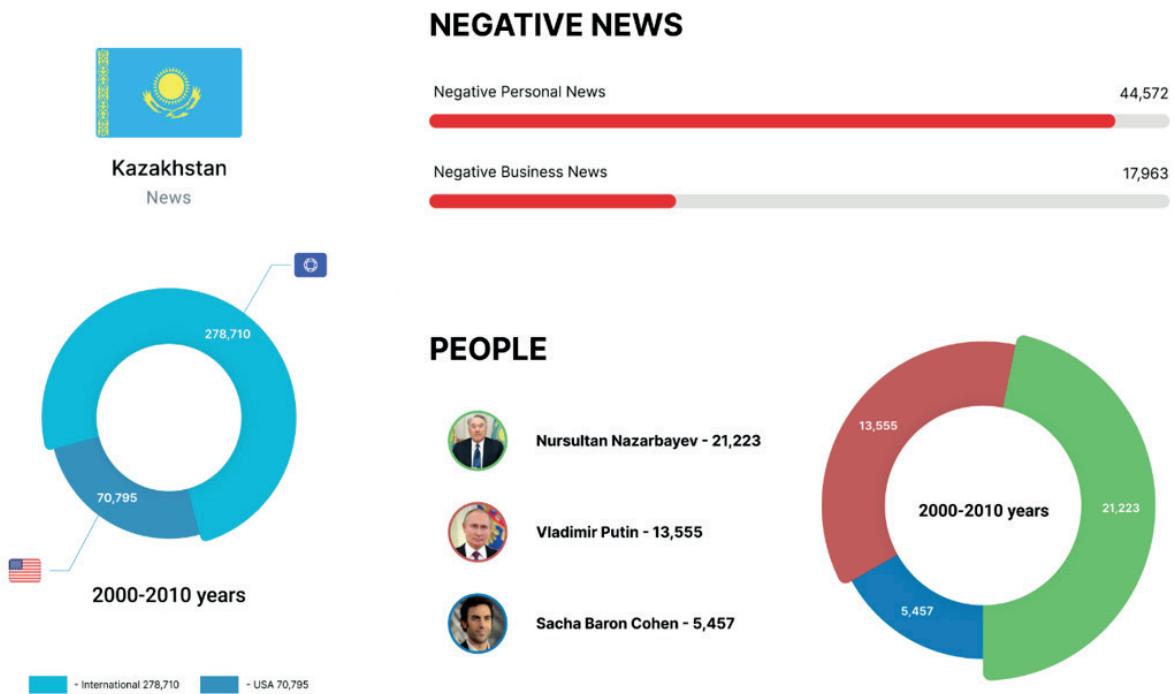 Kazakhstan
News
278,710
70,795
2000-2010 years
- International 278,710
- USA 70,795
NEGATIVE NEWS
Negative Personal News
44,572
Negative Business News
17,963
PEOPLE
Nursultan Nazarbayev - 21,223
Vladimir Putin - 13,555
Sacha Baron Cohen - 5,457
13,555
21,223
2000-2010 years
5,457